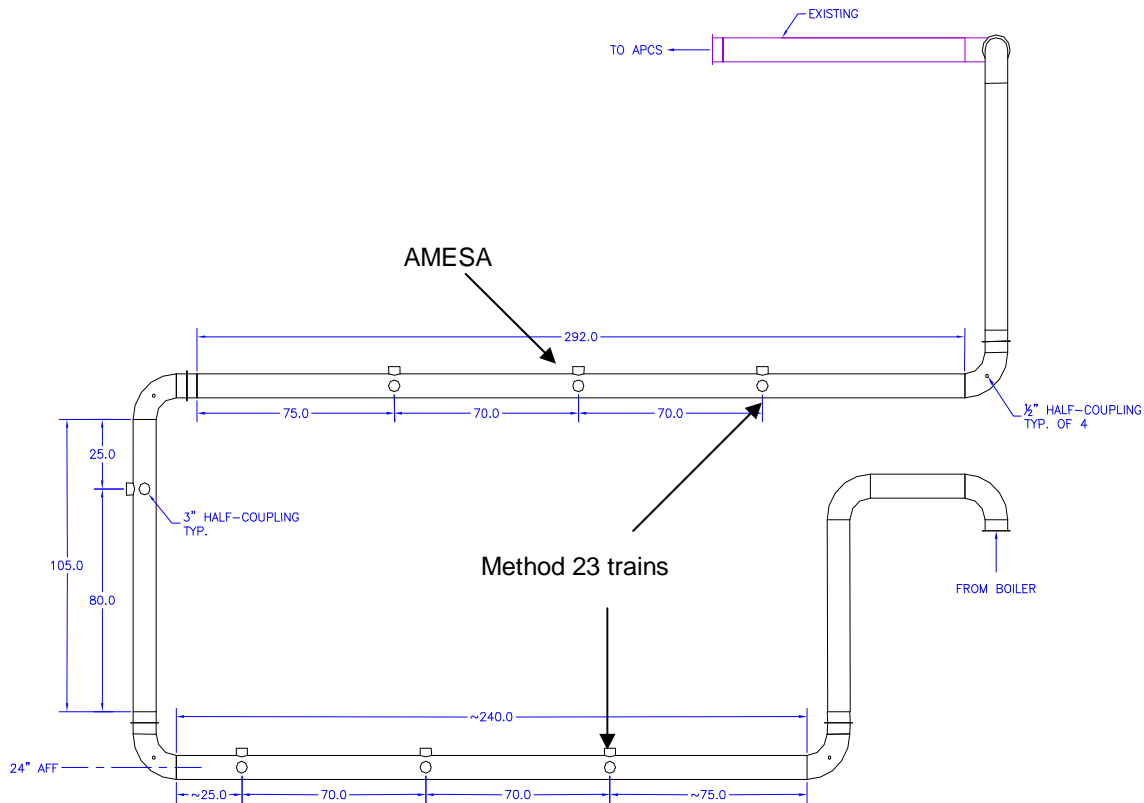 EXISTING
TO APCS
AMESA
292.0
75.0
70.0
70.0
½" HALF-COUPLING
TYP. OF 4
25.0
3" HALF-COUPLING
TYP.
105.0
80.0
Method 23 trains
FROM BOILER
~240.0
24" AFF
~25.0
70.0
70.0
~75.0